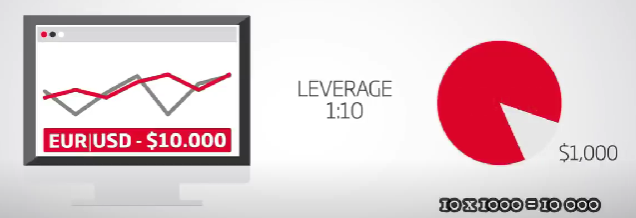 EUR|USD - $10.000
LEVERAGE
1:10
$1,000
10 X 1000 = 10 000